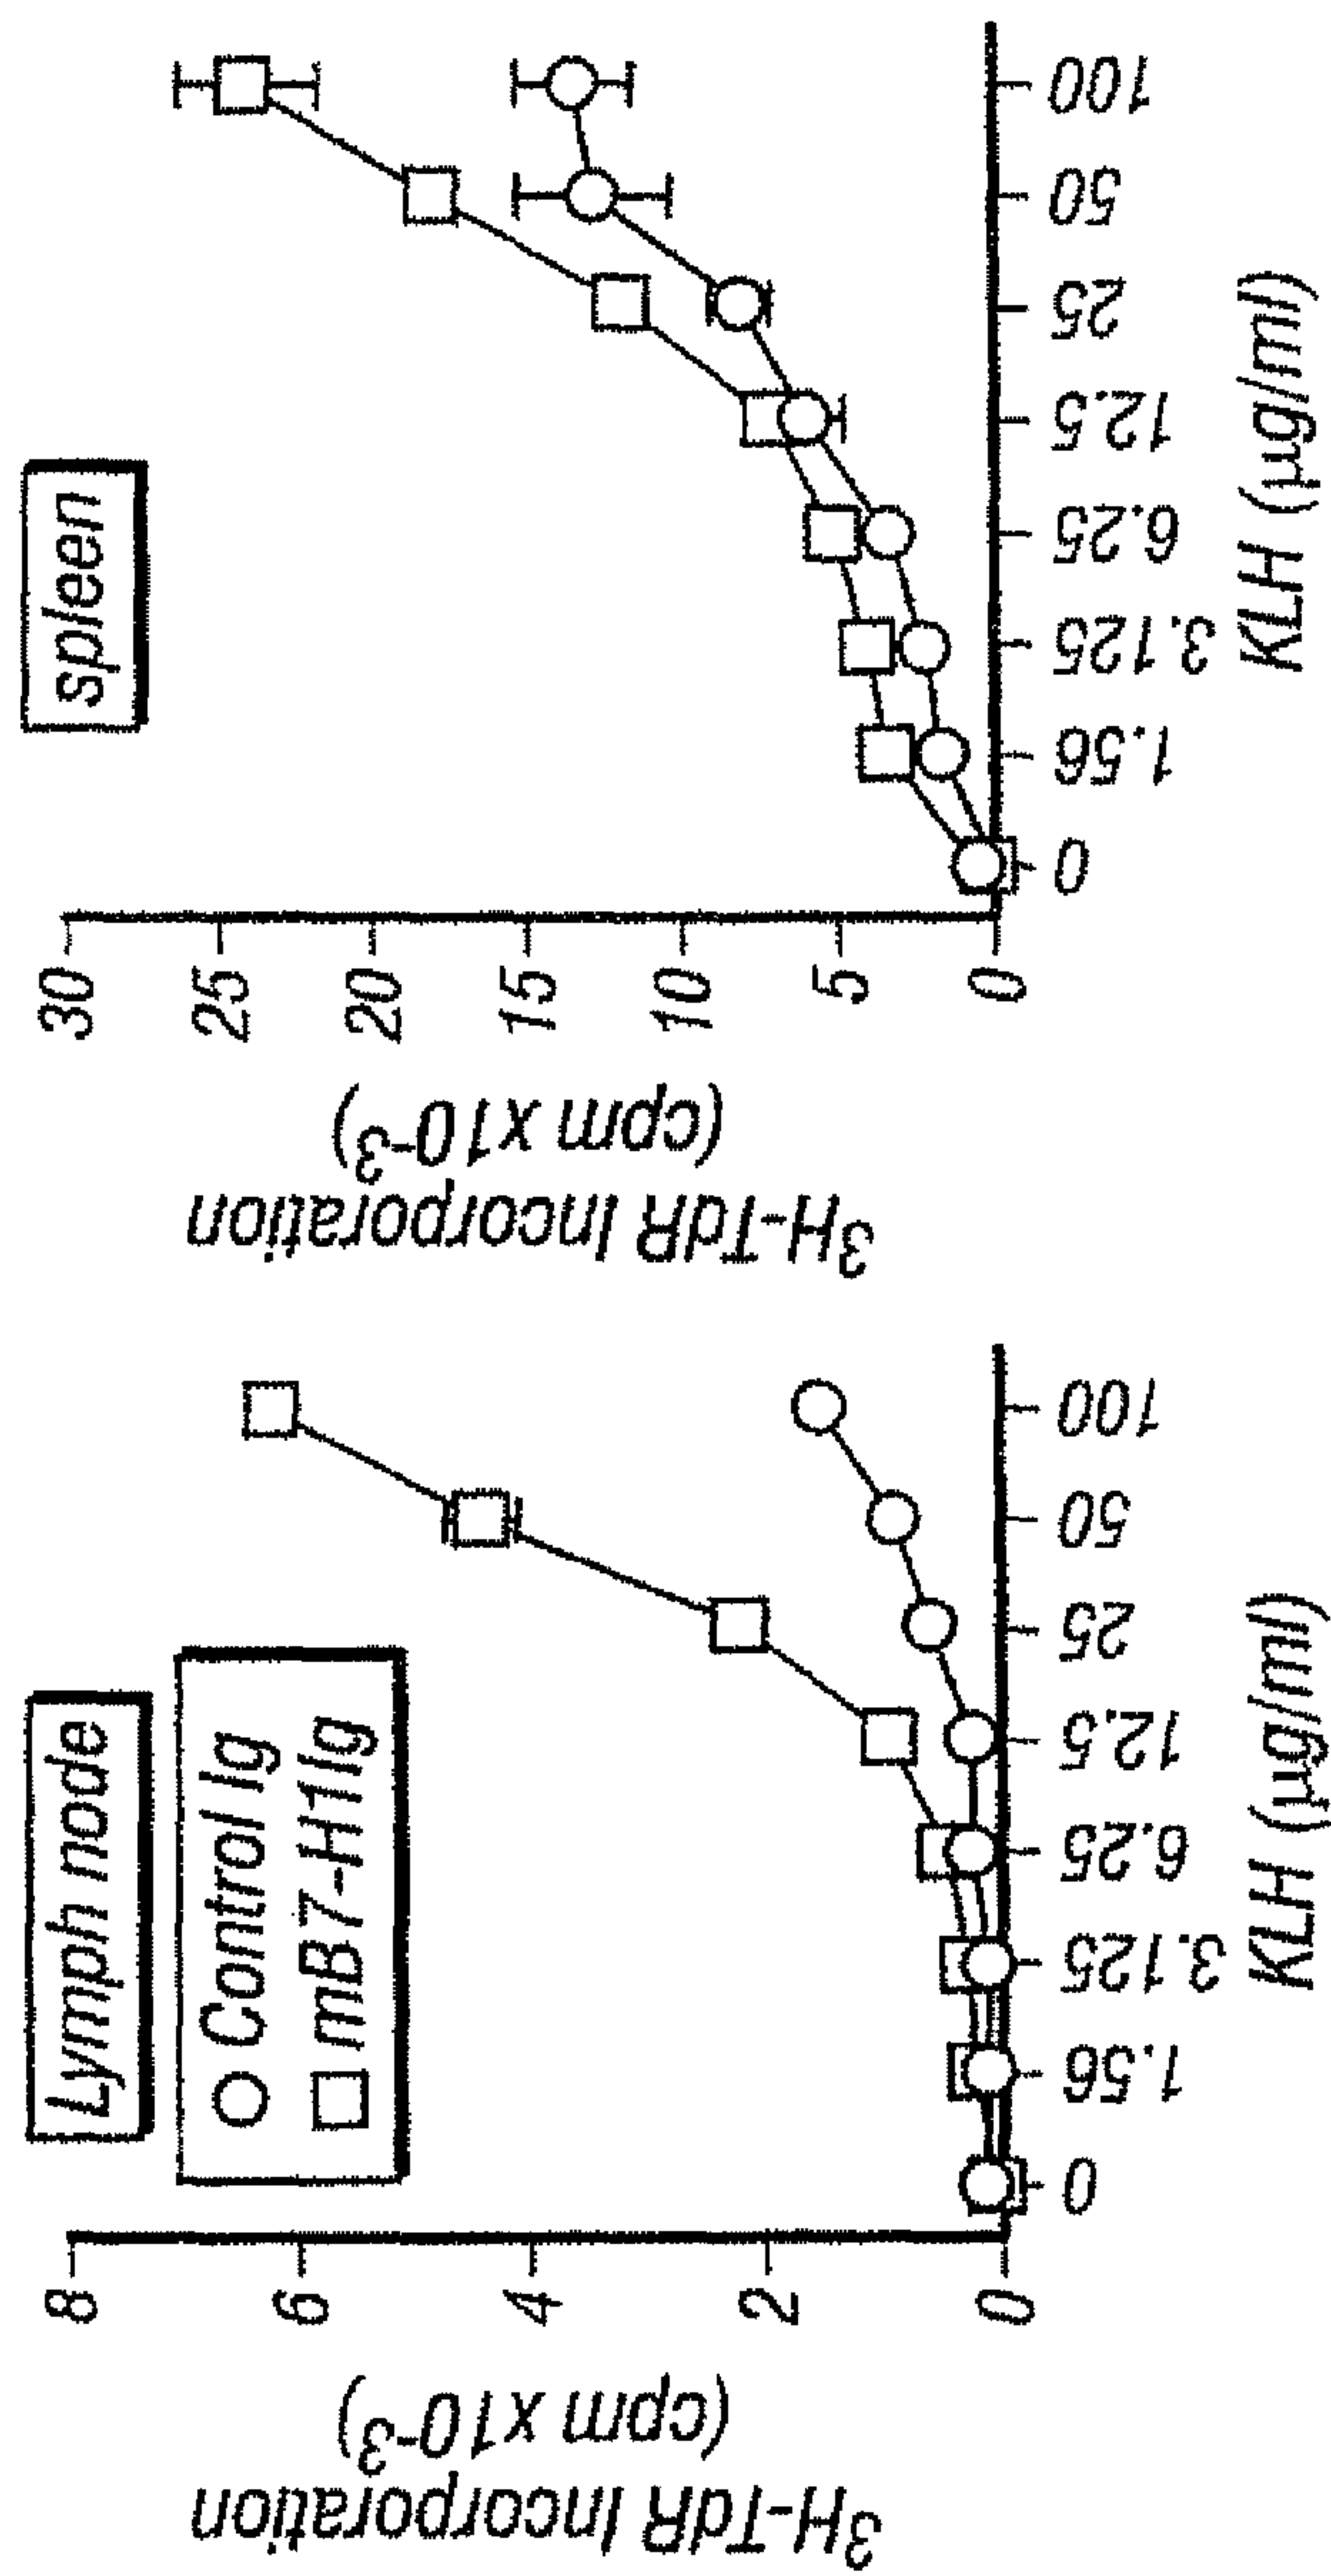 Lymph node
Control Ig
mB7-H1Ig
3H-TdR Incorporation
(cpm x10-3)
8
6
4
2
0
0
1.56
3.125
6.25
12.5
25
50
100
KLH (µg/ml)
spleen
3H-TdR Incorporation
(cpm x10-3)
30
25
20
15
10
5
0
0
1.56
3.125
6.25
12.5
25
50
100
KLH (µg/ml)